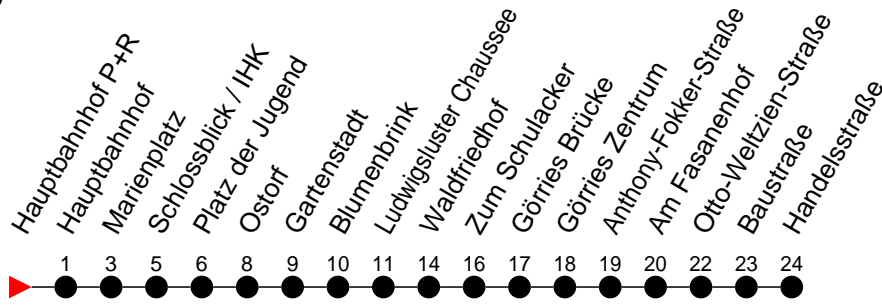 Hauptbahnhof P+R
Hauptbahnhof
Marienplatz
Schlossblick / IHK
Platz der Jugend
Ostorf
Gartenstadt
Blumenbrink
Ludwigsluster Chaussee
Waldfriedhof
Zum Schulacker
Görries Brücke
Görries Zentrum
Anthony-Fokker-Straße
Am Fasanenhof
Otto-Weltzien-Straße
Baustraße
Handelsstraße
1 3 5 6 8 9 10 11 14 16 17 18 19 20 22 23 24